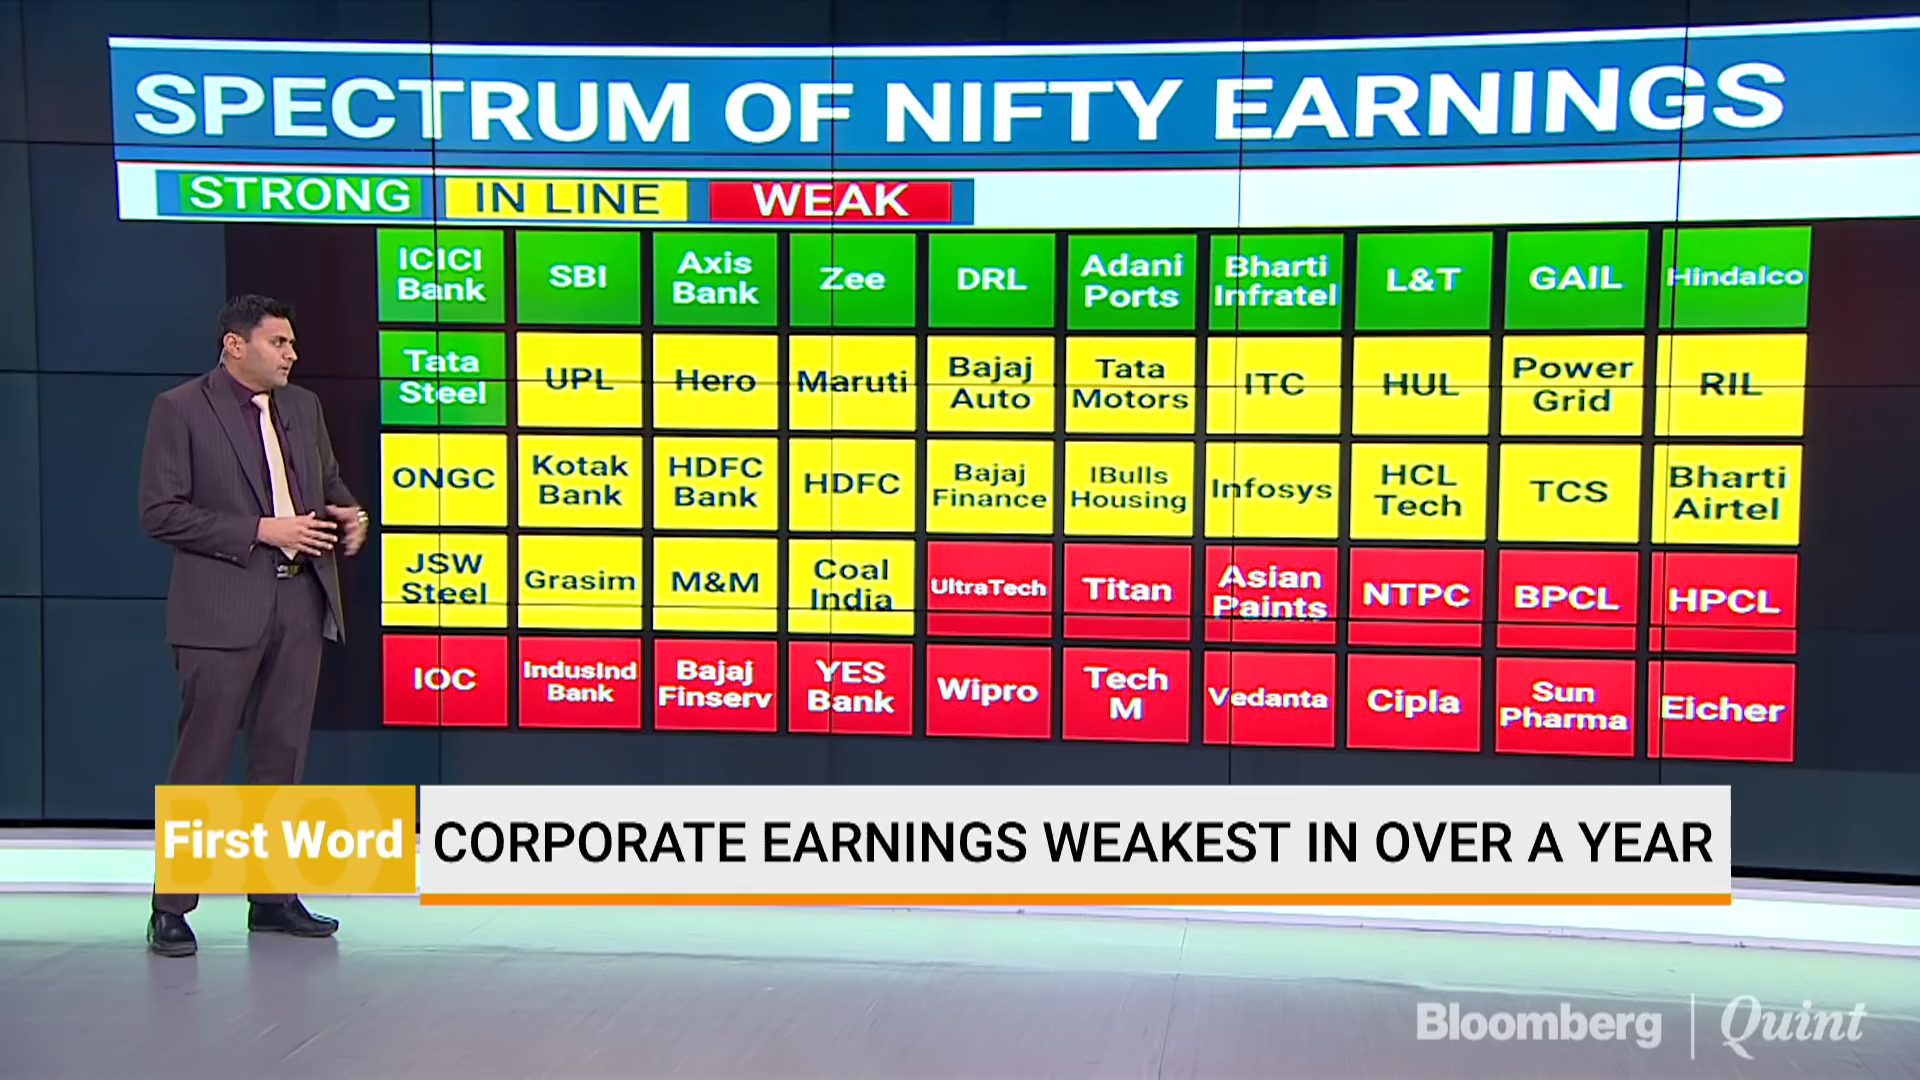 SPECTRUM OF NIFTY EARNINGS
STRONG IN LINE WEAK
ICICI
Bank
SBI
Axis
Bank
Zee
DRL
Adani
Ports
Bharti
Infratel
L&T
GAIL
Hindalco
Tata
Steel
UPL
Hero
Maruti
Bajaj
Auto
Tata
Motors
ITC
HUL
Power
Grid
RIL
ONGC
Kotak
Bank
HDFC
Bank
HDFC
Bajaj
Finance
IBulls
Housing
Infosys
HCL
Tech
TCS
Bharti
Airtel
JSW
Steel
Grasim
M&M
Coal
India
UltraTech
Titan
Asian
Paints
NTPC
BPCL
HPCL
IOC
IndusInd
Bank
Bajaj
Finserv
YES
Bank
Wipro
Tech
M
Vedanta
Cipla
Sun
Pharma
Eicher
First Word
CORPORATE EARNINGS WEAKEST IN OVER A YEAR
Bloomberg | Quint